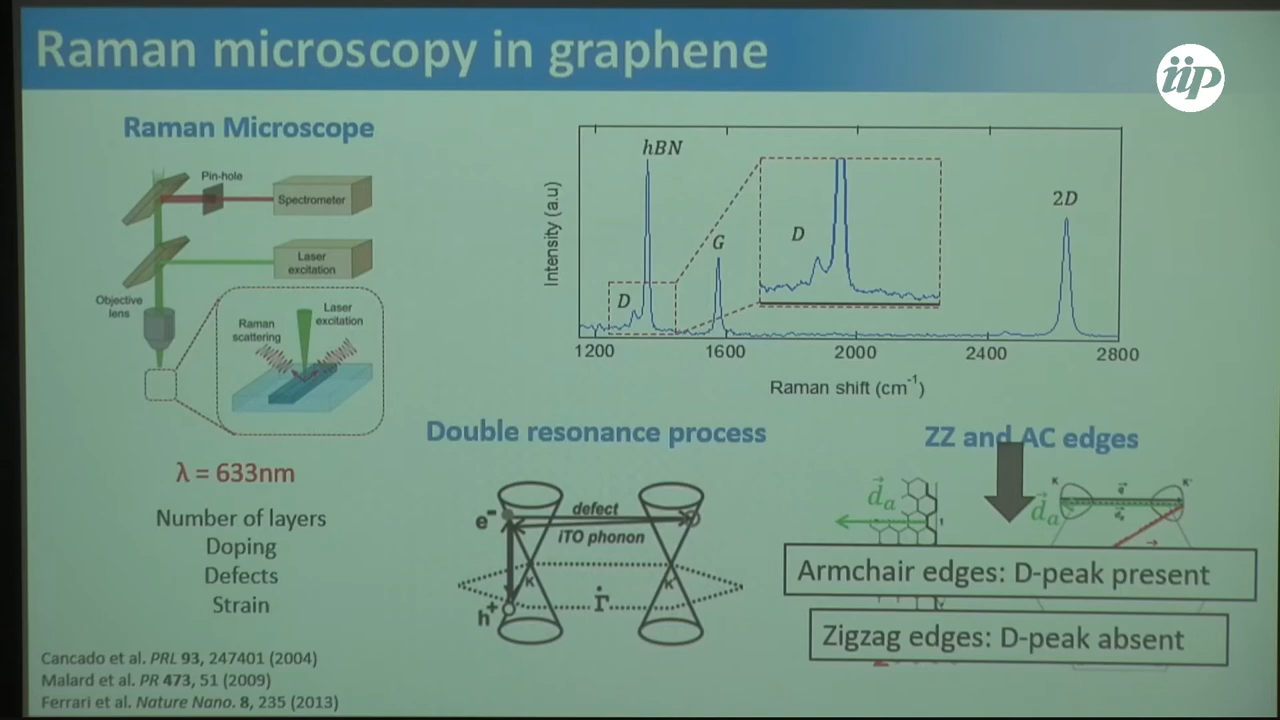 Raman microscopy in graphene
iip
Raman Microscope
Pin-hole
Spectrometer
Laser
excitation
Objective
lens
Raman
scattering
Laser
excitation
λ = 633nm
Number of layers
Doping
Defects
Strain
Cancado et al. PRL 93, 247401 (2004)
Malard et al. PR 473, 51 (2009)
Ferrari et al. Nature Nano. 8, 235 (2013)
Intensity (a.u)
hBN
D
G
D
2D
1200 1600 2000 2400 2800
Raman shift (cm⁻¹)
Double resonance process
e⁻
defect
iTO phonon
K
K'
Γ
h⁺
ZZ and AC edges
d⃗ₐ
d⃗ₐ
K
K'
Armchair edges: D-peak present
Zigzag edges: D-peak absent